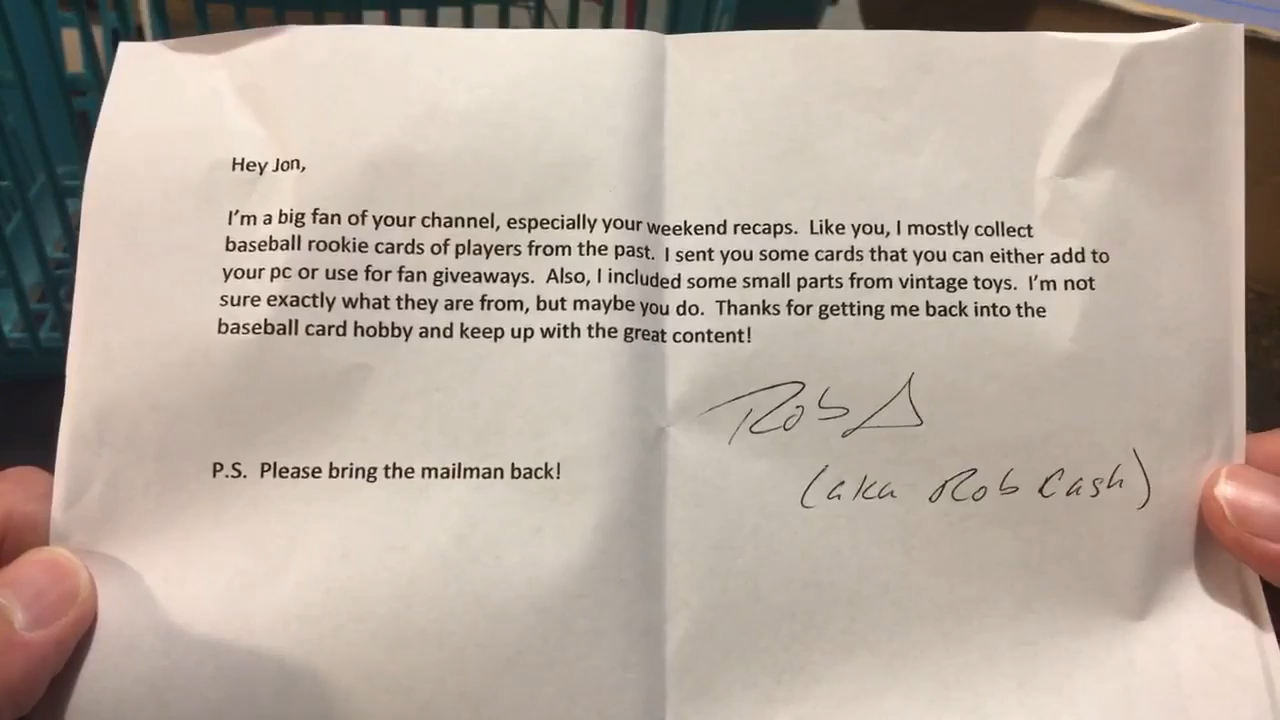 Hey Jon,
I'm a big fan of your channel, especially your weekend recaps.  Like you, I mostly collect
baseball rookie cards of players from the past.  I sent you some cards that you can either add to
your pc or use for fan giveaways.  Also, I included some small parts from vintage toys.  I'm not
sure exactly what they are from, but maybe you do.  Thanks for getting me back into the
baseball card hobby and keep up with the great content!
Rob
(aka Rob Cash)
P.S.  Please bring the mailman back!